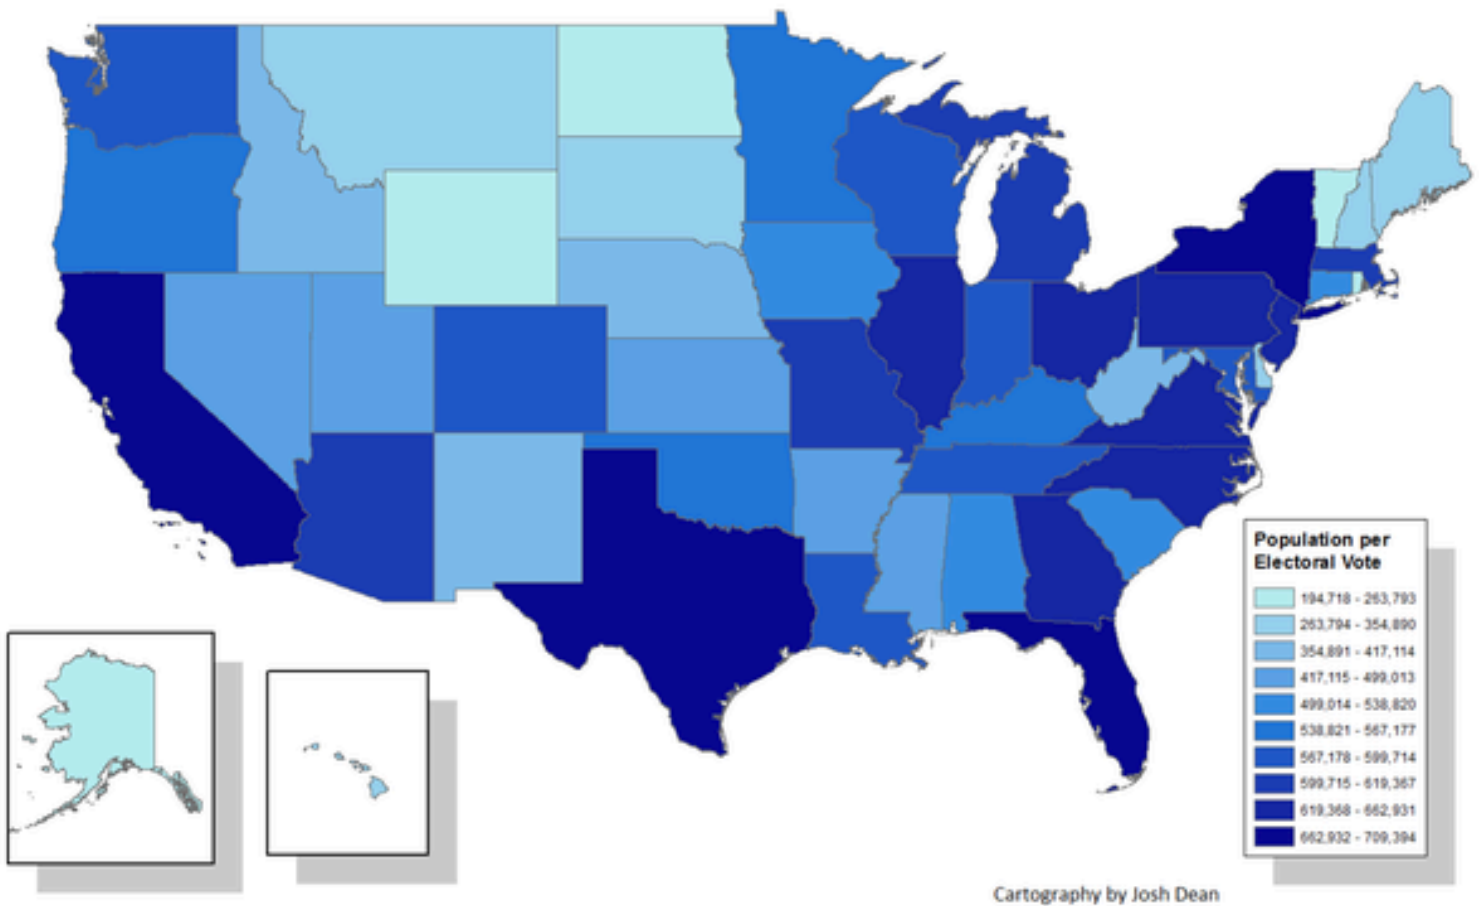 Population per
Electoral Vote
194,718 - 263,793
263,794 - 354,890
354,891 - 417,114
417,115 - 499,013
499,014 - 538,820
538,821 - 567,177
567,178 - 599,714
599,715 - 619,367
619,368 - 662,931
662,932 - 709,394
Cartography by Josh Dean